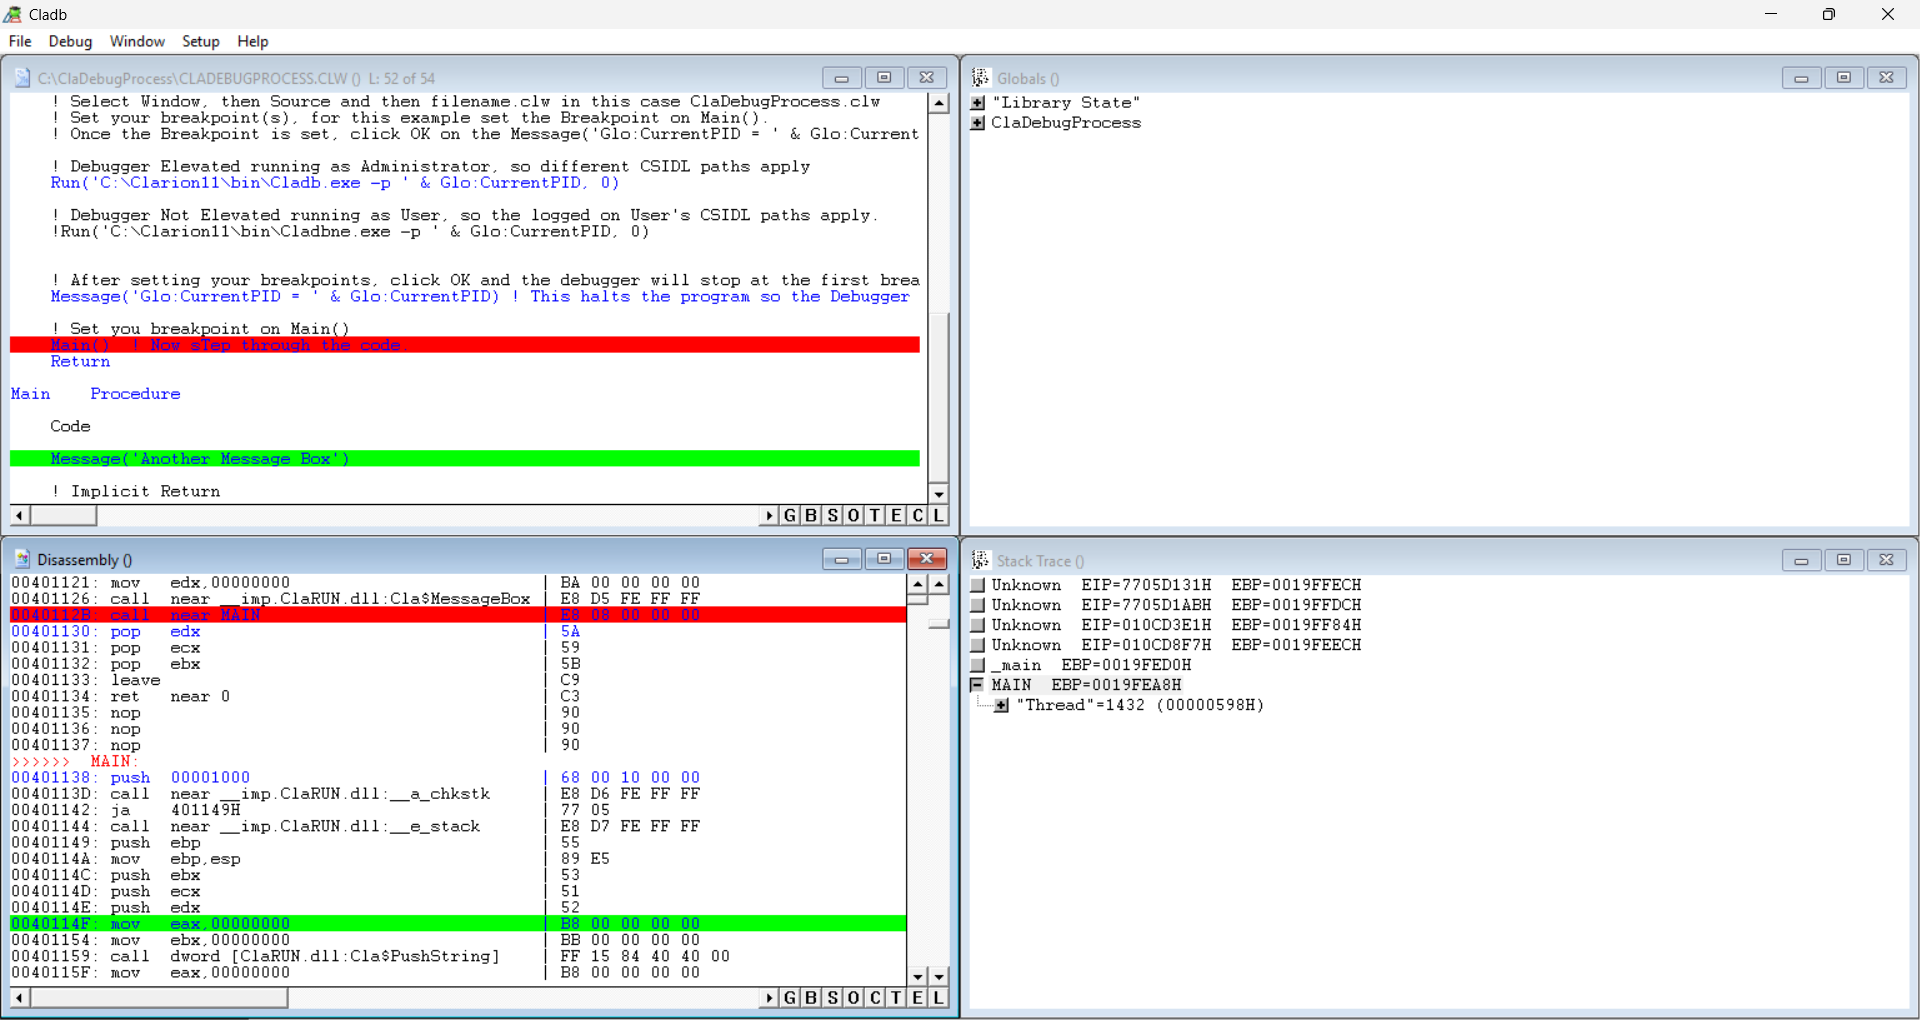 Cladb
File Debug Window Setup Help
C:\ClaDebugProcess\CLADEBUGPROCESS.CLW () L: 52 of 54
! Select Window, then Source and then filename.clw in this case ClaDebugProcess.clw
! Set your breakpoint(s), for this example set the Breakpoint on Main().
! Once the Breakpoint is set, click OK on the Message('Glo:CurrentPID = ' & Glo:Current
! Debugger Elevated running as Administrator, so different CSIDL paths apply
Run('C:\Clarion11\bin\Cladb.exe -p ' & Glo:CurrentPID, 0)
! Debugger Not Elevated running as User, so the logged on User's CSIDL paths apply.
!Run('C:\Clarion11\bin\Cladbne.exe -p ' & Glo:CurrentPID, 0)
! After setting your breakpoints, click OK and the debugger will stop at the first brea
Message('Glo:CurrentPID = ' & Glo:CurrentPID) ! This halts the program so the Debugger
! Set you breakpoint on Main()
Main() ! Now sTep through the code
Return
Main Procedure
Code
Message('Another Message Box')
! Implicit Return
G B S O T E C L
Globals ()
"Library State"
ClaDebugProcess
Disassembly ()
00401121: mov edx,00000000 | BA 00 00 00 00
00401126: call near __imp.ClaRUN.dll:Cla$MessageBox | E8 D5 FE FF FF
0040112B: call near MAIN | E8 08 00 00 00
00401130: pop edx | 5A
00401131: pop ecx | 59
00401132: pop ebx | 5B
00401133: leave | C9
00401134: ret near 0 | C3
00401135: nop | 90
00401136: nop | 90
00401137: nop | 90
>>>>>> MAIN:
00401138: push 00001000 | 68 00 10 00 00
0040113D: call near __imp.ClaRUN.dll:__a_chkstk | E8 D6 FE FF FF
00401142: ja 401149H | 77 05
00401144: call near __imp.ClaRUN.dll:__e_stack | E8 D7 FE FF FF
00401149: push ebp | 55
0040114A: mov ebp,esp | 89 E5
0040114C: push ebx | 53
0040114D: push ecx | 51
0040114E: push edx | 52
0040114F: mov eax,00000000 | B8 00 00 00 00
00401154: mov ebx,00000000 | BB 00 00 00 00
00401159: call dword [ClaRUN.dll:Cla$PushString] | FF 15 84 40 40 00
0040115F: mov eax,00000000 | B8 00 00 00 00
G B S O C T E L
Stack Trace ()
Unknown EIP=7705D131H EBP=0019FFECH
Unknown EIP=7705D1ABH EBP=0019FFDCH
Unknown EIP=010CD3E1H EBP=0019FF84H
Unknown EIP=010CD8F7H EBP=0019FEECH
_main EBP=0019FED0H
MAIN EBP=0019FEA8H
"Thread"=1432 (00000598H)